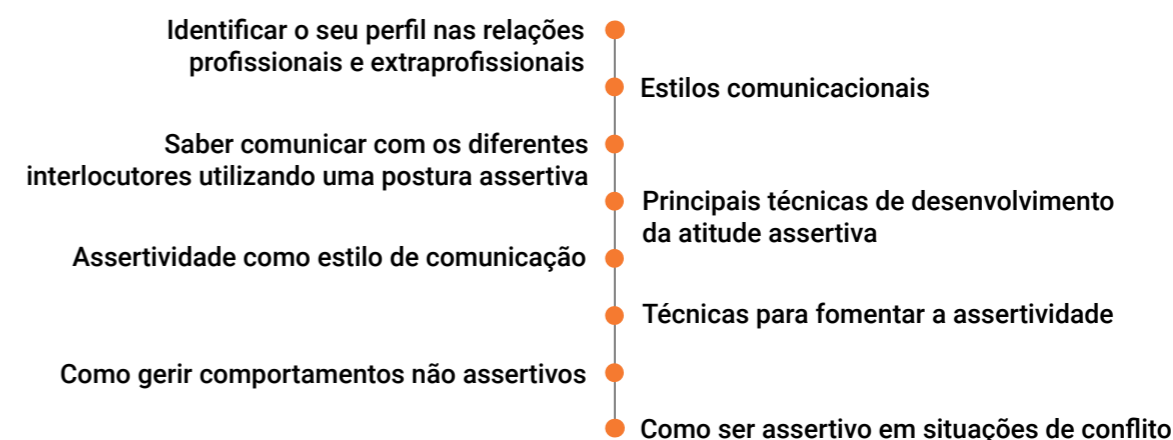 Identificar o seu perfil nas relações
profissionais e extraprofissionais
Estilos comunicacionais
Saber comunicar com os diferentes
interlocutores utilizando uma postura assertiva
Principais técnicas de desenvolvimento
da atitude assertiva
Assertividade como estilo de comunicação
Técnicas para fomentar a assertividade
Como gerir comportamentos não assertivos
Como ser assertivo em situações de conflito